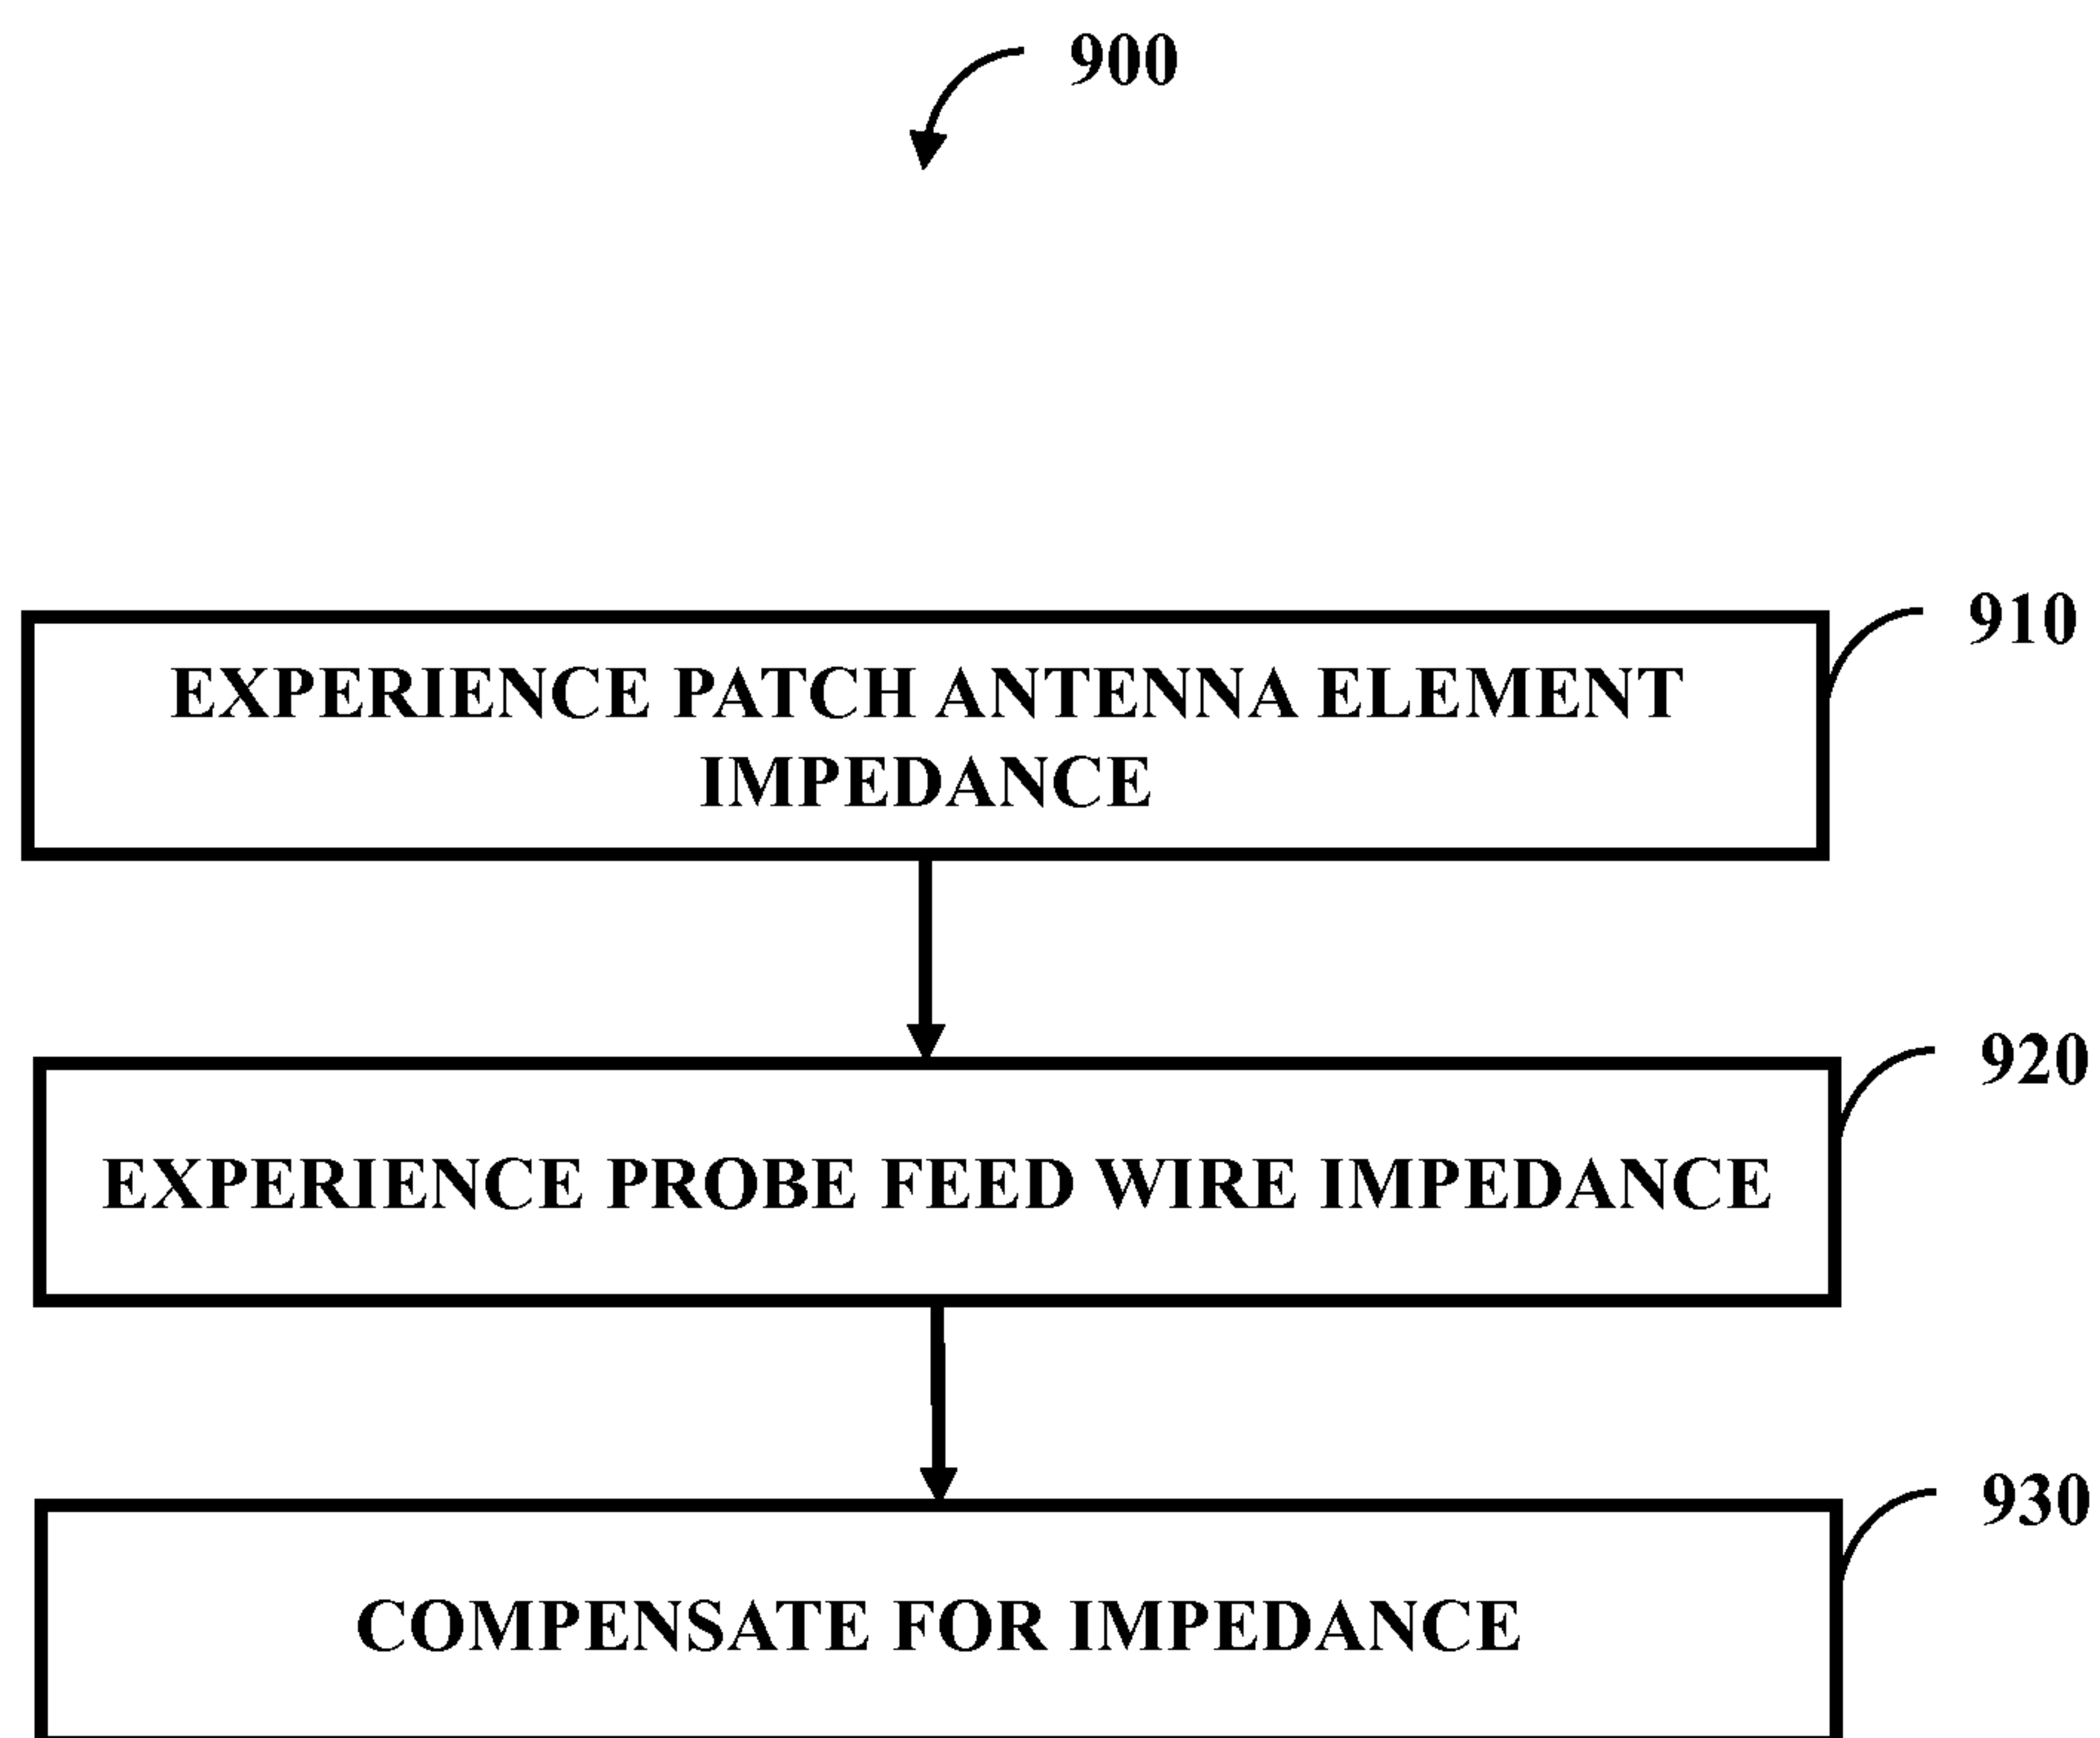 900
910
EXPERIENCE PATCH ANTENNA ELEMENT
IMPEDANCE
920
EXPERIENCE PROBE FEED WIRE IMPEDANCE
930
COMPENSATE FOR IMPEDANCE